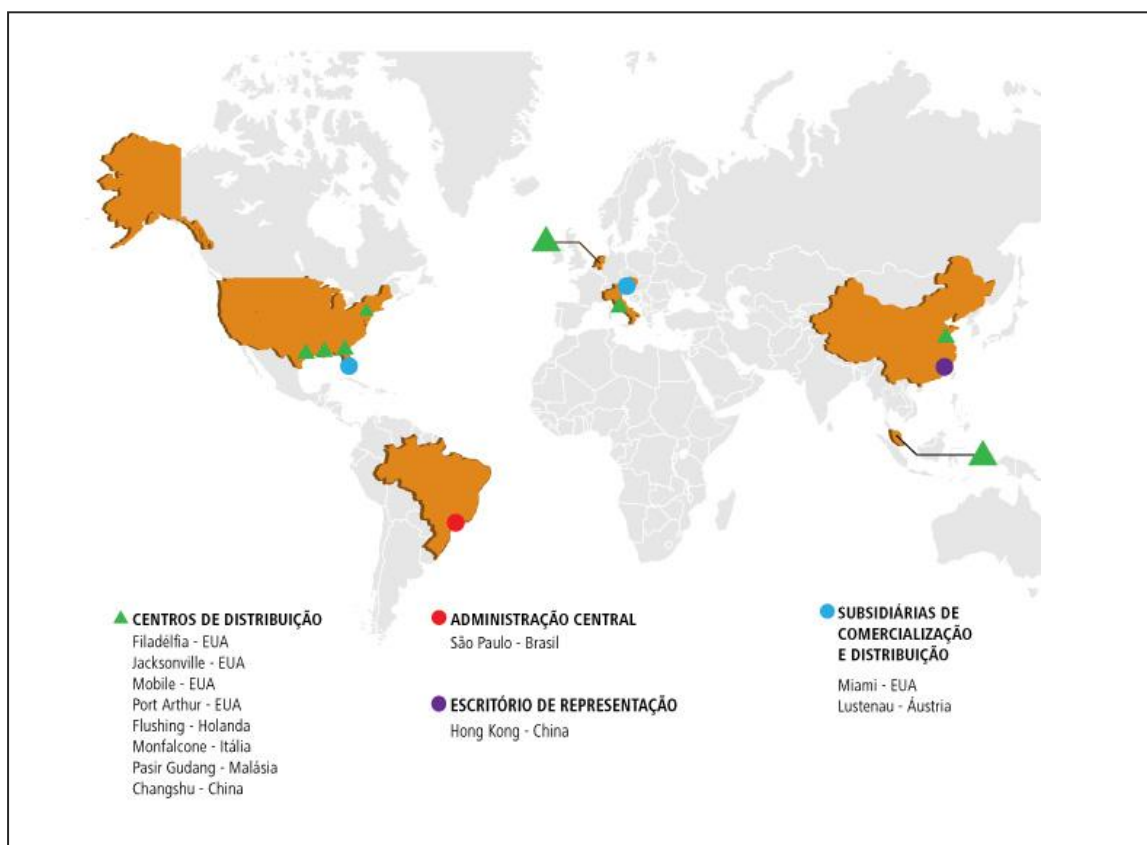 CENTROS DE DISTRIBUIÇÃO
Filadélfia - EUA
Jacksonville - EUA
Mobile - EUA
Port Arthur - EUA
Flushing - Holanda
Monfalcone - Itália
Pasir Gudang - Malásia
Changshu - China
ADMINISTRAÇÃO CENTRAL
São Paulo - Brasil
ESCRITÓRIO DE REPRESENTAÇÃO
Hong Kong - China
SUBSIDIÁRIAS DE
COMERCIALIZAÇÃO
E DISTRIBUIÇÃO
Miami - EUA
Lustenau - Áustria